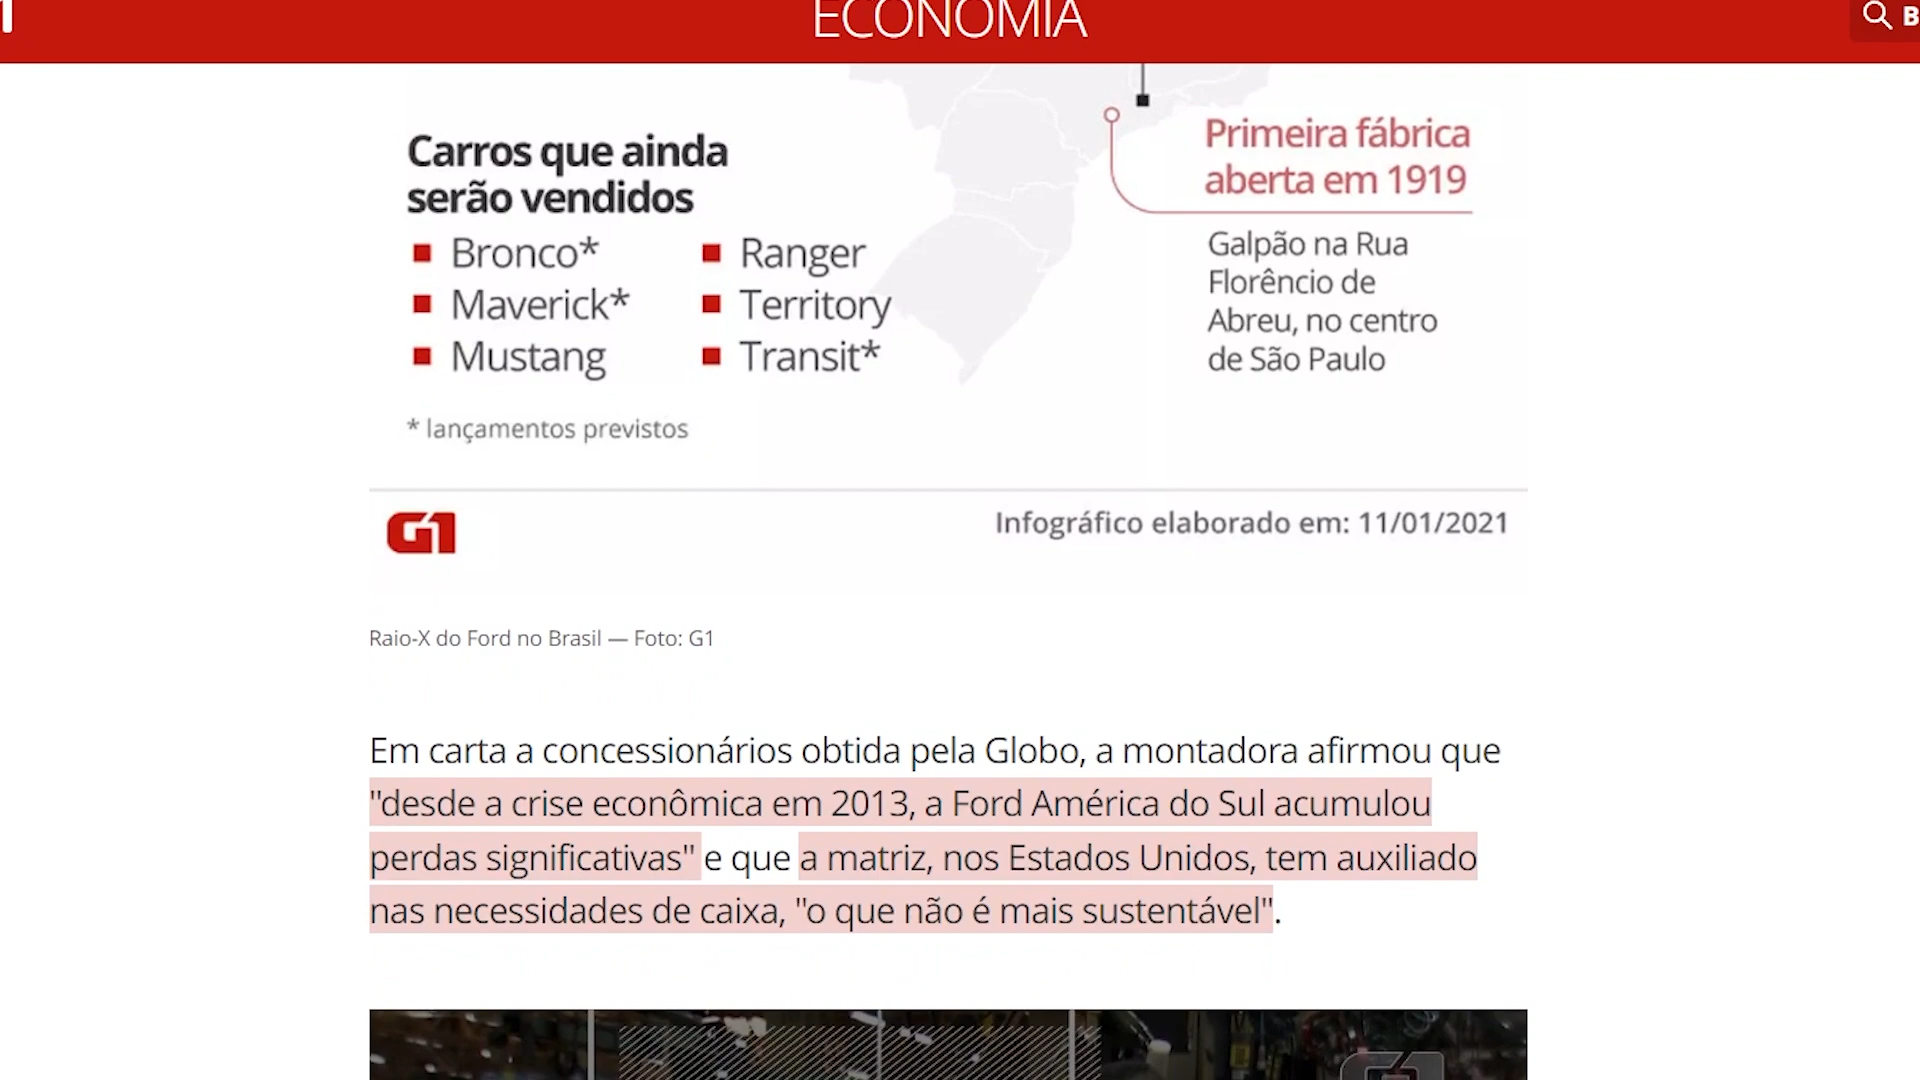 ECONOMIA
B
Carros que ainda
serão vendidos
Bronco*
Maverick*
Mustang
Ranger
Territory
Transit*
* lançamentos previstos
Primeira fábrica
aberta em 1919
Galpão na Rua
Florêncio de
Abreu, no centro
de São Paulo
G1
Infográfico elaborado em: 11/01/2021
Raio-X do Ford no Brasil — Foto: G1
Em carta a concessionários obtida pela Globo, a montadora afirmou que
"desde a crise econômica em 2013, a Ford América do Sul acumulou
perdas significativas" e que a matriz, nos Estados Unidos, tem auxiliado
nas necessidades de caixa, "o que não é mais sustentável".
G1